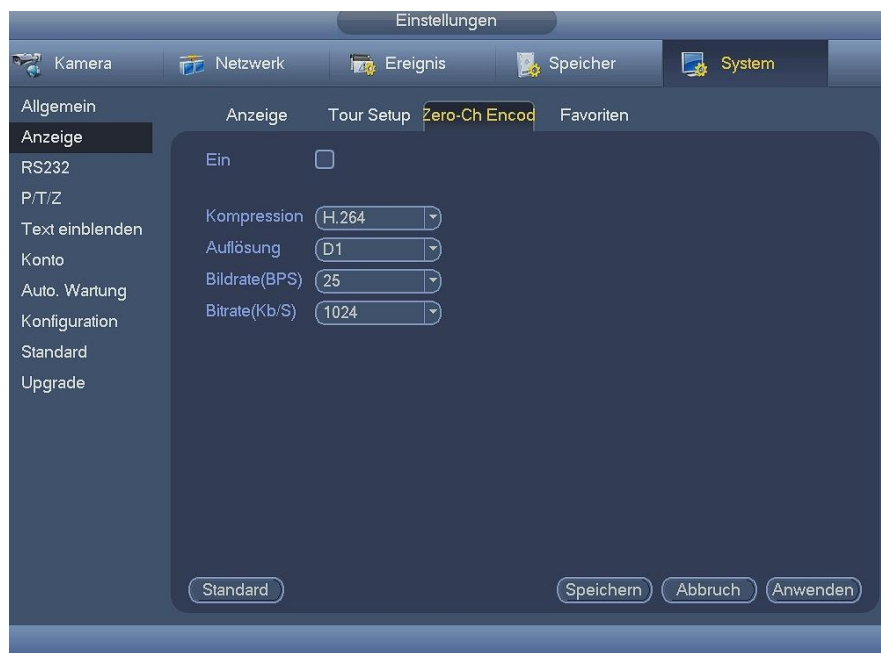 Einstellungen
Kamera Netzwerk Ereignis Speicher System
Allgemein
Anzeige
RS232
P/T/Z
Text einblenden
Konto
Auto. Wartung
Konfiguration
Standard
Upgrade
Anzeige Tour Setup Zero-Ch Encod Favoriten
Ein
Kompression H.264
Auflösung D1
Bildrate(BPS) 25
Bitrate(Kb/S) 1024
Standard Speichern Abbruch Anwenden